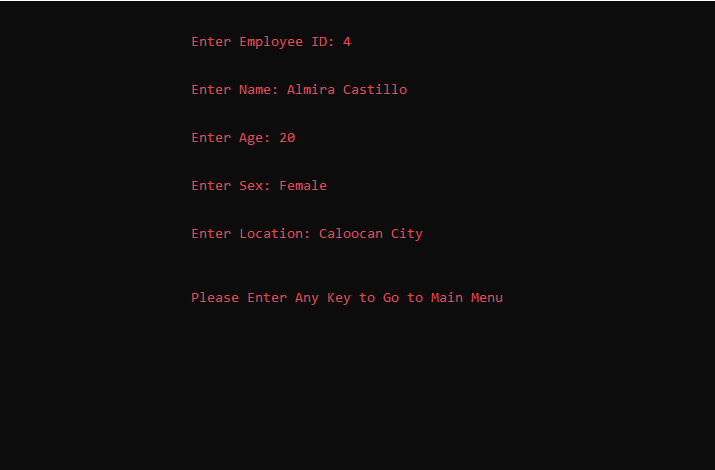 Enter Employee ID: 4
Enter Name: Almira Castillo
Enter Age: 20
Enter Sex: Female
Enter Location: Caloocan City
Please Enter Any Key to Go to Main Menu